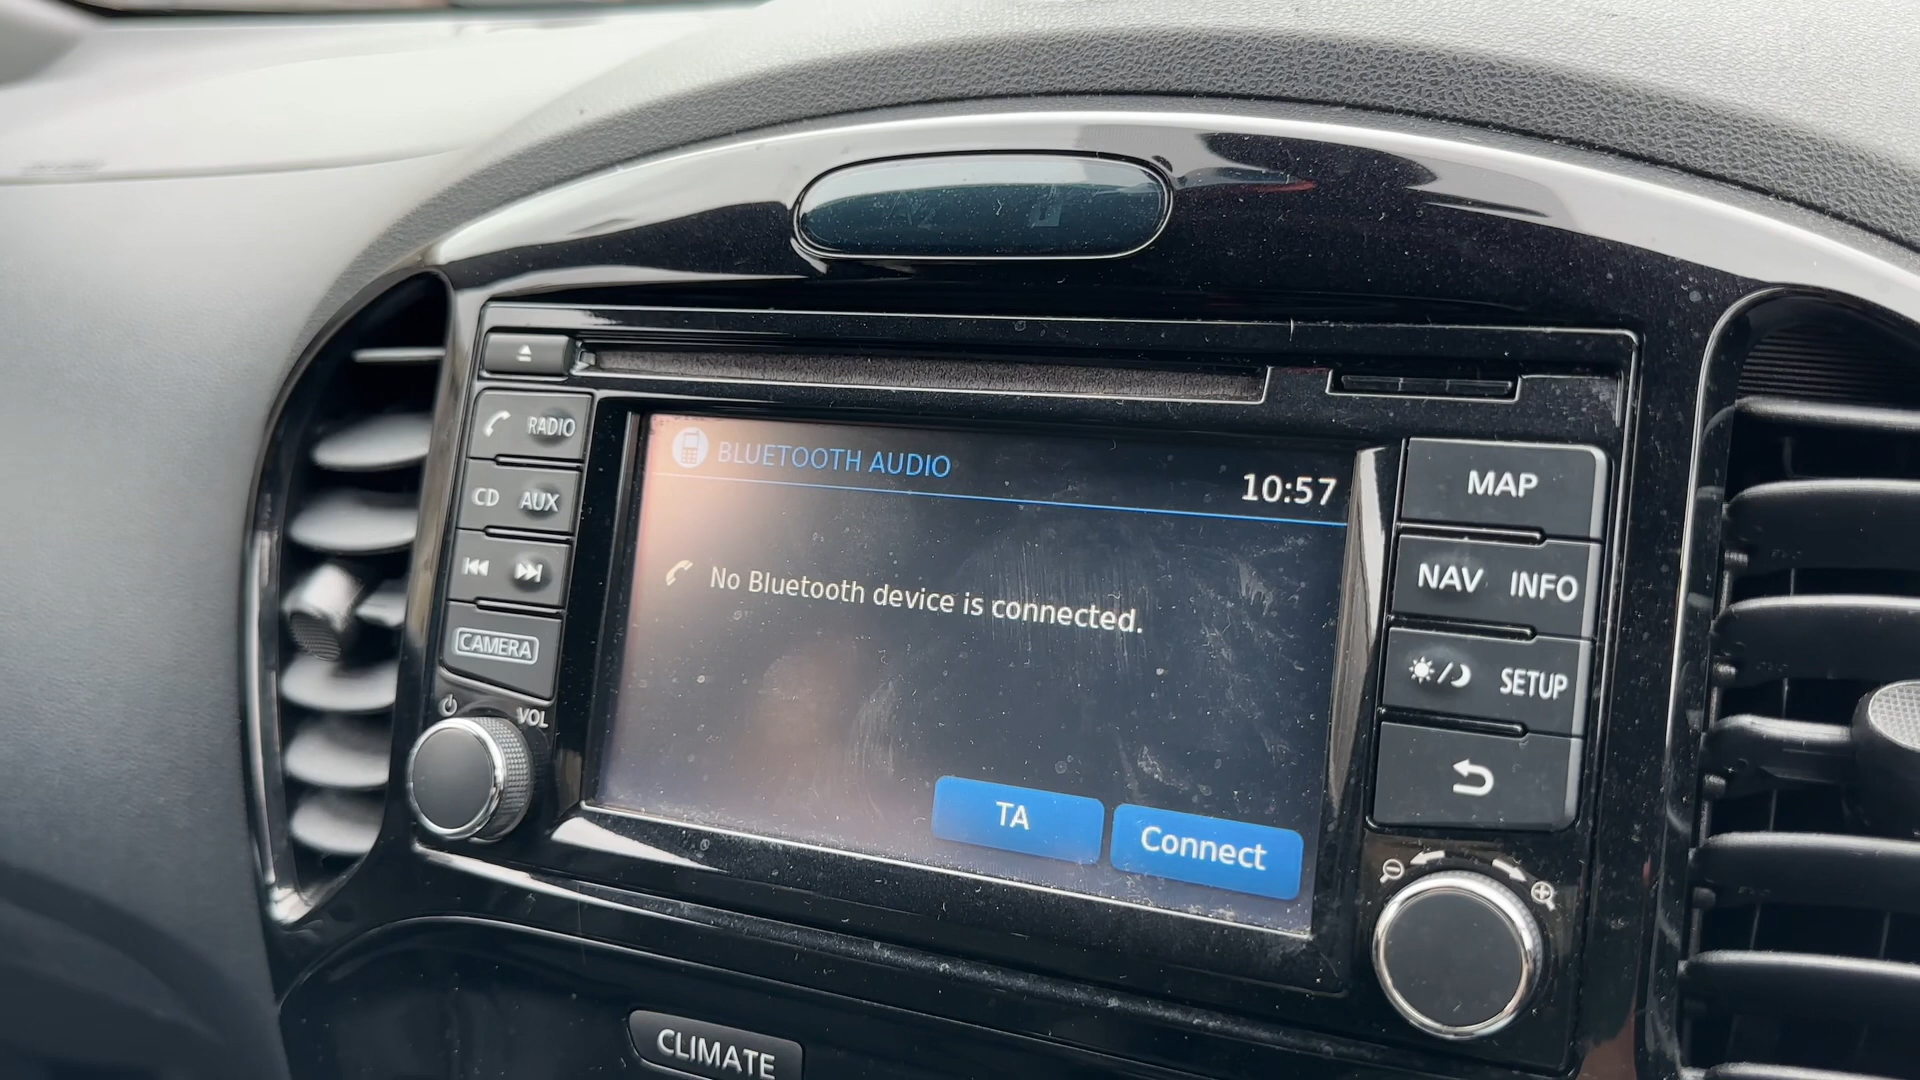 RADIO
CD AUX
CAMERA
VOL
BLUETOOTH AUDIO
10:57
No Bluetooth device is connected.
TA
Connect
MAP
NAV INFO
SETUP
CLIMATE